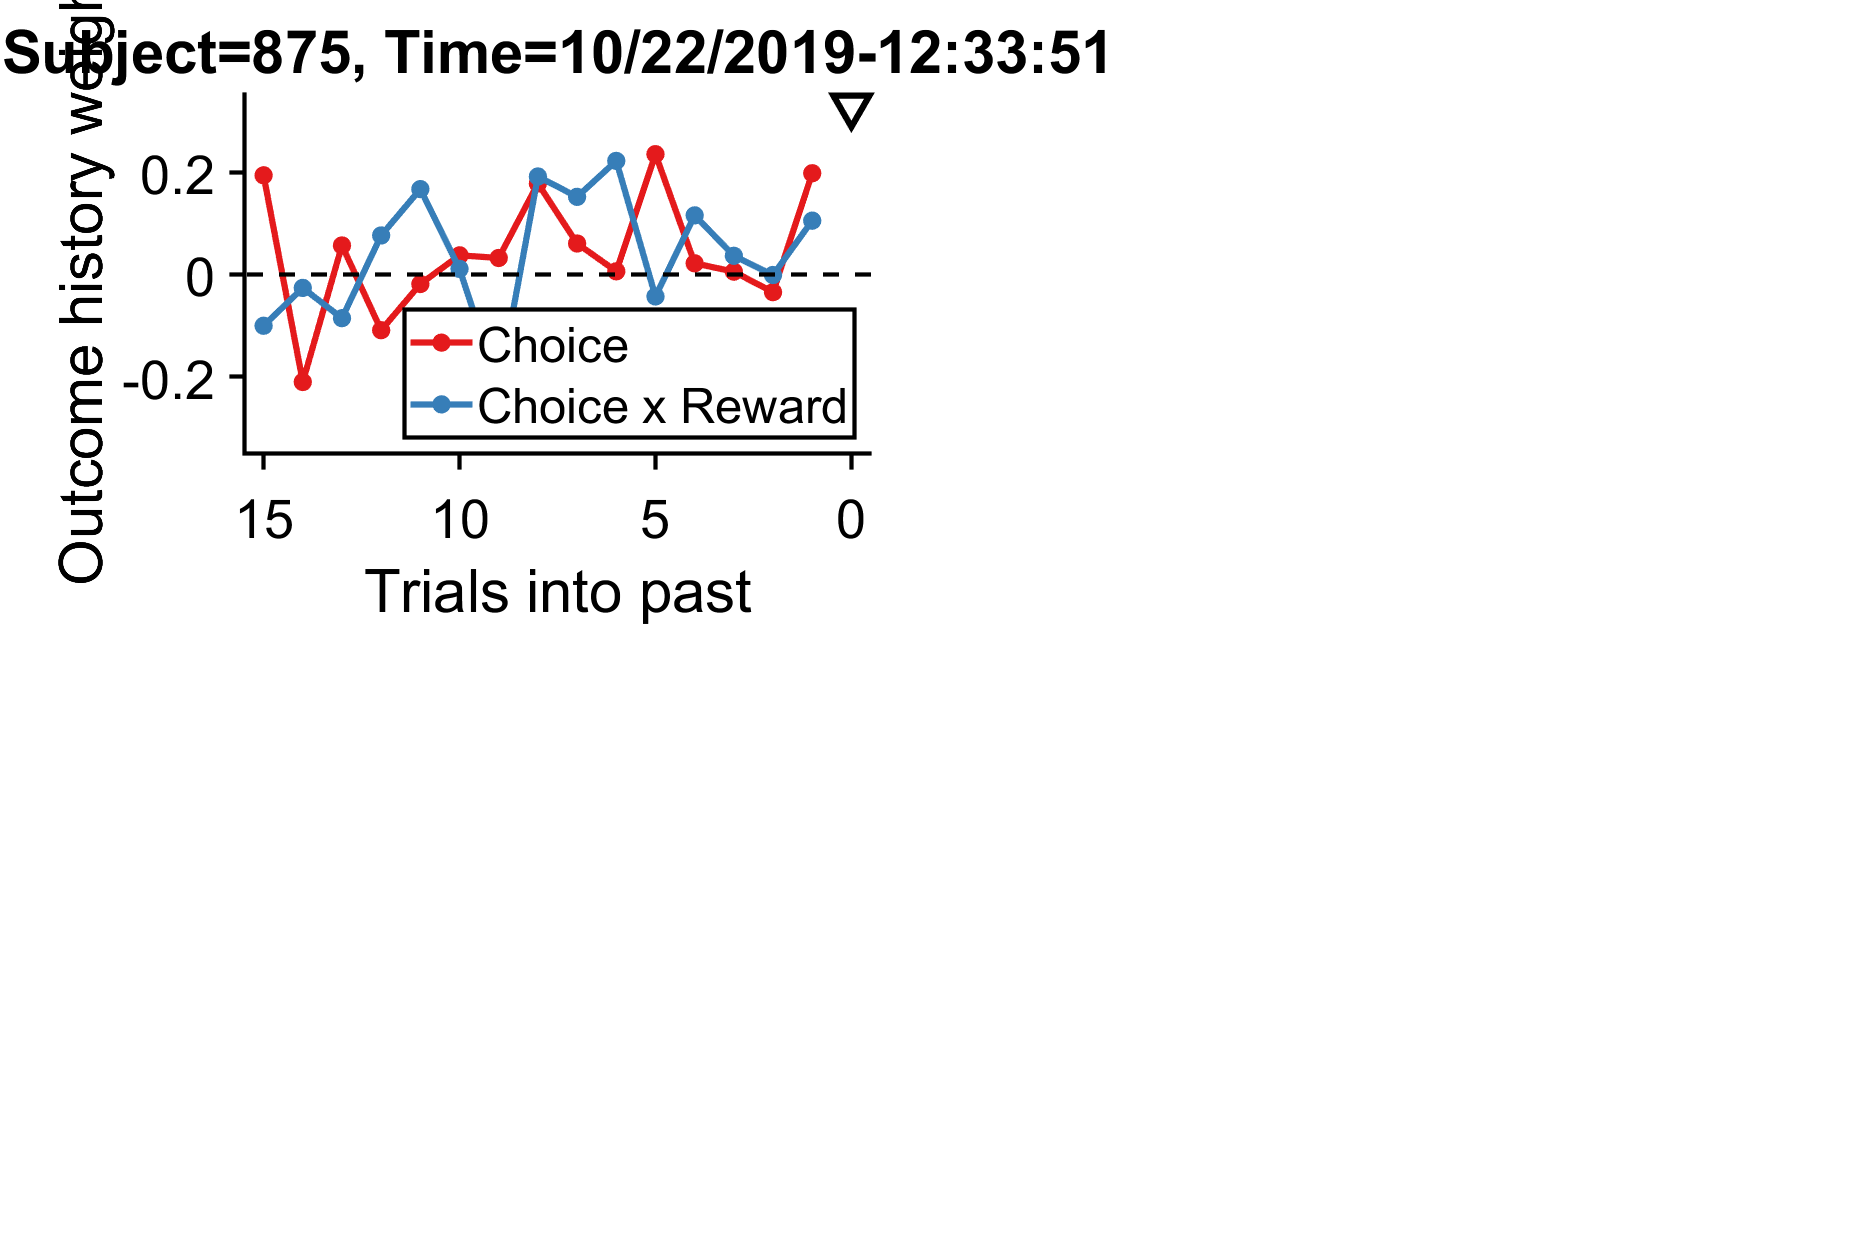 Subject=875, Time=10/22/2019-12:33:51
Outcome history
0.2
0
-0.2
Choice
Choice x Reward
15
10
5
0
Trials into past